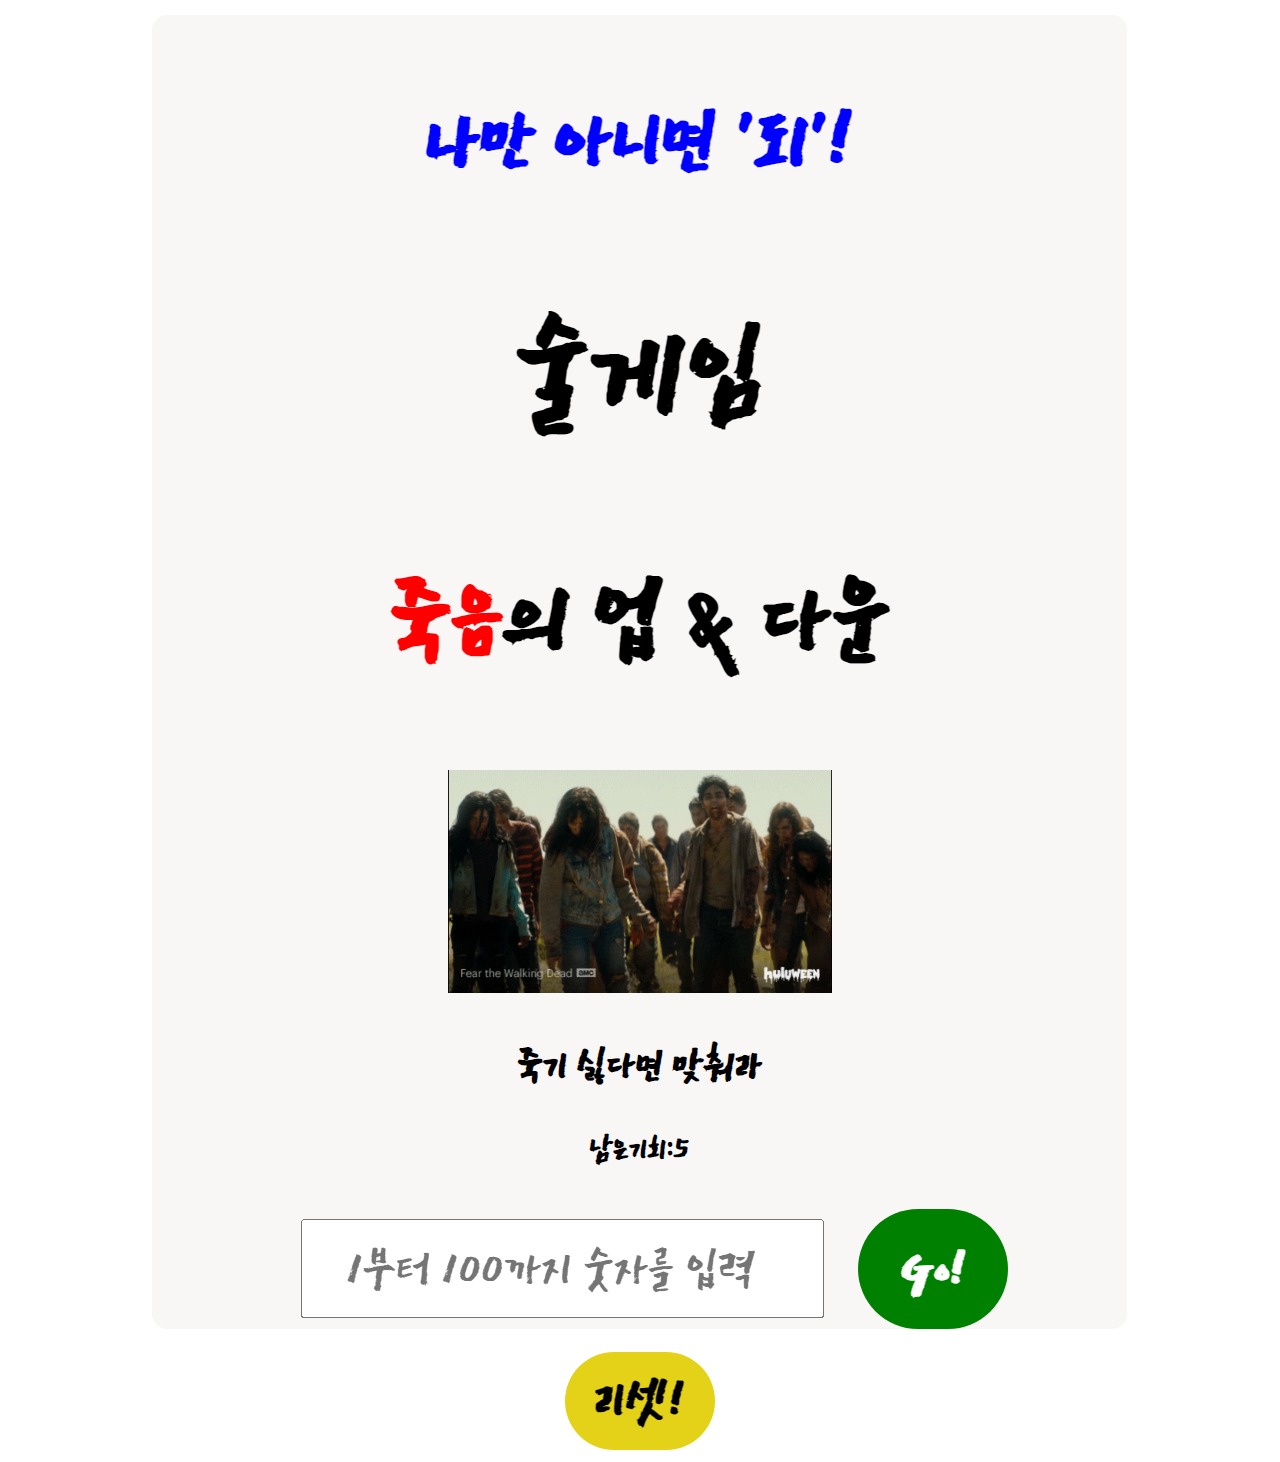 나만 아니면 '되'!
술게임
죽음의 업 & 다운
Fear the Walking Dead AMC
huluween
죽기 싫다면 맞춰라
남은기회:5
1부터 100까지 숫자를 입력
Go!
리셋!